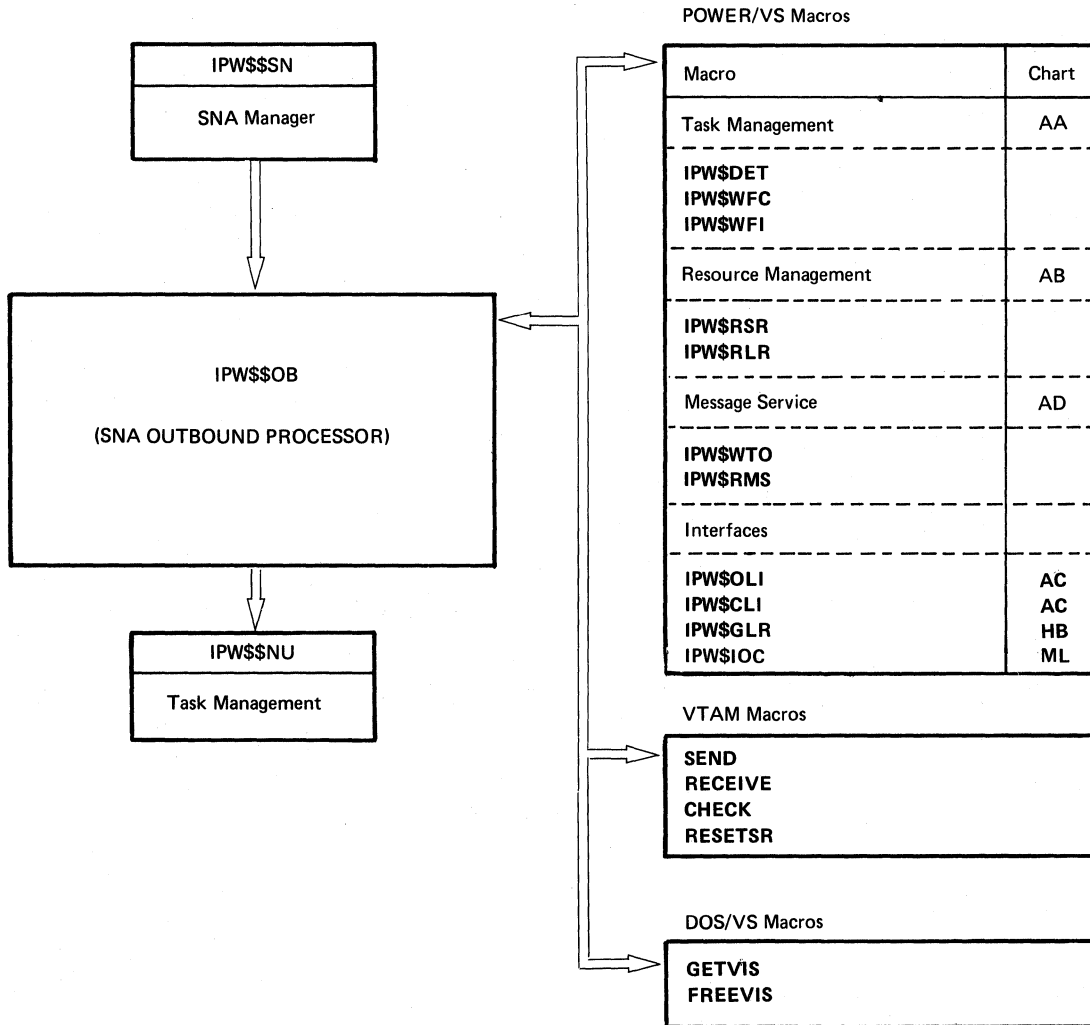 IPW$$SN
SNA Manager
IPW$$OB
(SNA OUTBOUND PROCESSOR)
IPW$$NU
Task Management
POWER/VS Macros
Macro Chart
Task Management AA
IPW$DET
IPW$WFC
IPW$WFI
Resource Management AB
IPW$RSR
IPW$RLR
Message Service AD
IPW$WTO
IPW$RMS
Interfaces
IPW$OLI AC
IPW$CLI AC
IPW$GLR HB
IPW$IOC ML
VTAM Macros
SEND
RECEIVE
CHECK
RESETSR
DOS/VS Macros
GETVIS
FREEVIS